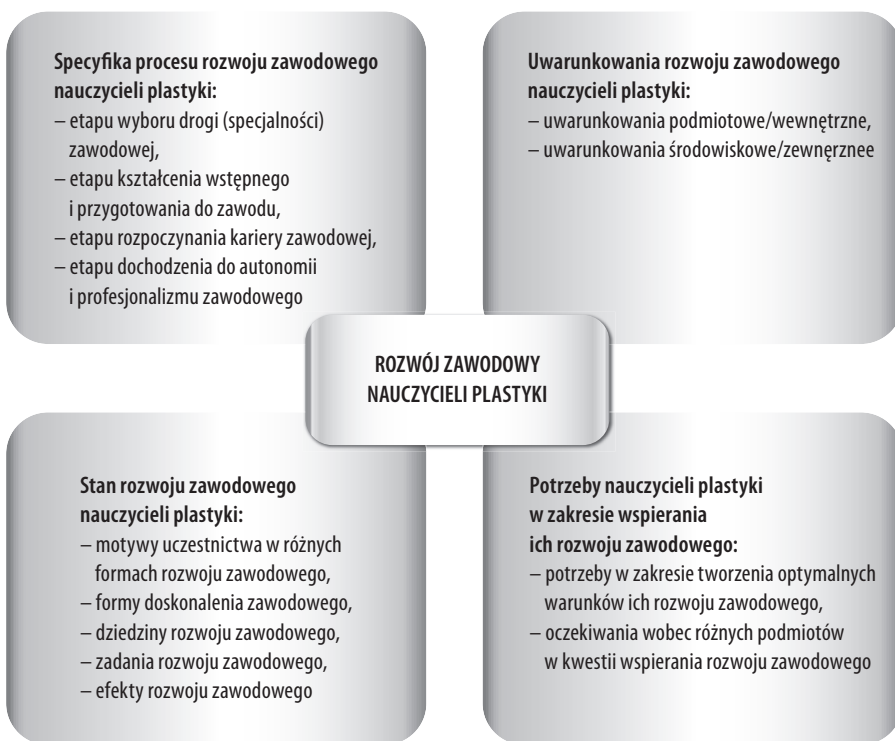 Specyfika procesu rozwoju zawodowego
nauczycieli plastyki:
– etapu wyboru drogi (specjalności)
zawodowej,
– etapu kształcenia wstępnego
i przygotowania do zawodu,
– etapu rozpoczynania kariery zawodowej,
– etapu dochodzenia do autonomii
i profesjonalizmu zawodowego
Uwarunkowania rozwoju zawodowego
nauczycieli plastyki:
– uwarunkowania podmiotowe/wewnętrzne,
– uwarunkowania środowiskowe/zewnęrznee
ROZWÓJ ZAWODOWY
NAUCZYCIELI PLASTYKI
Stan rozwoju zawodowego
nauczycieli plastyki:
– motywy uczestnictwa w różnych
formach rozwoju zawodowego,
– formy doskonalenia zawodowego,
– dziedziny rozwoju zawodowego,
– zadania rozwoju zawodowego,
– efekty rozwoju zawodowego
Potrzeby nauczycieli plastyki
w zakresie wspierania
ich rozwoju zawodowego:
– potrzeby w zakresie tworzenia optymalnych
warunków ich rozwoju zawodowego,
– oczekiwania wobec różnych podmiotów
w kwestii wspierania rozwoju zawodowego